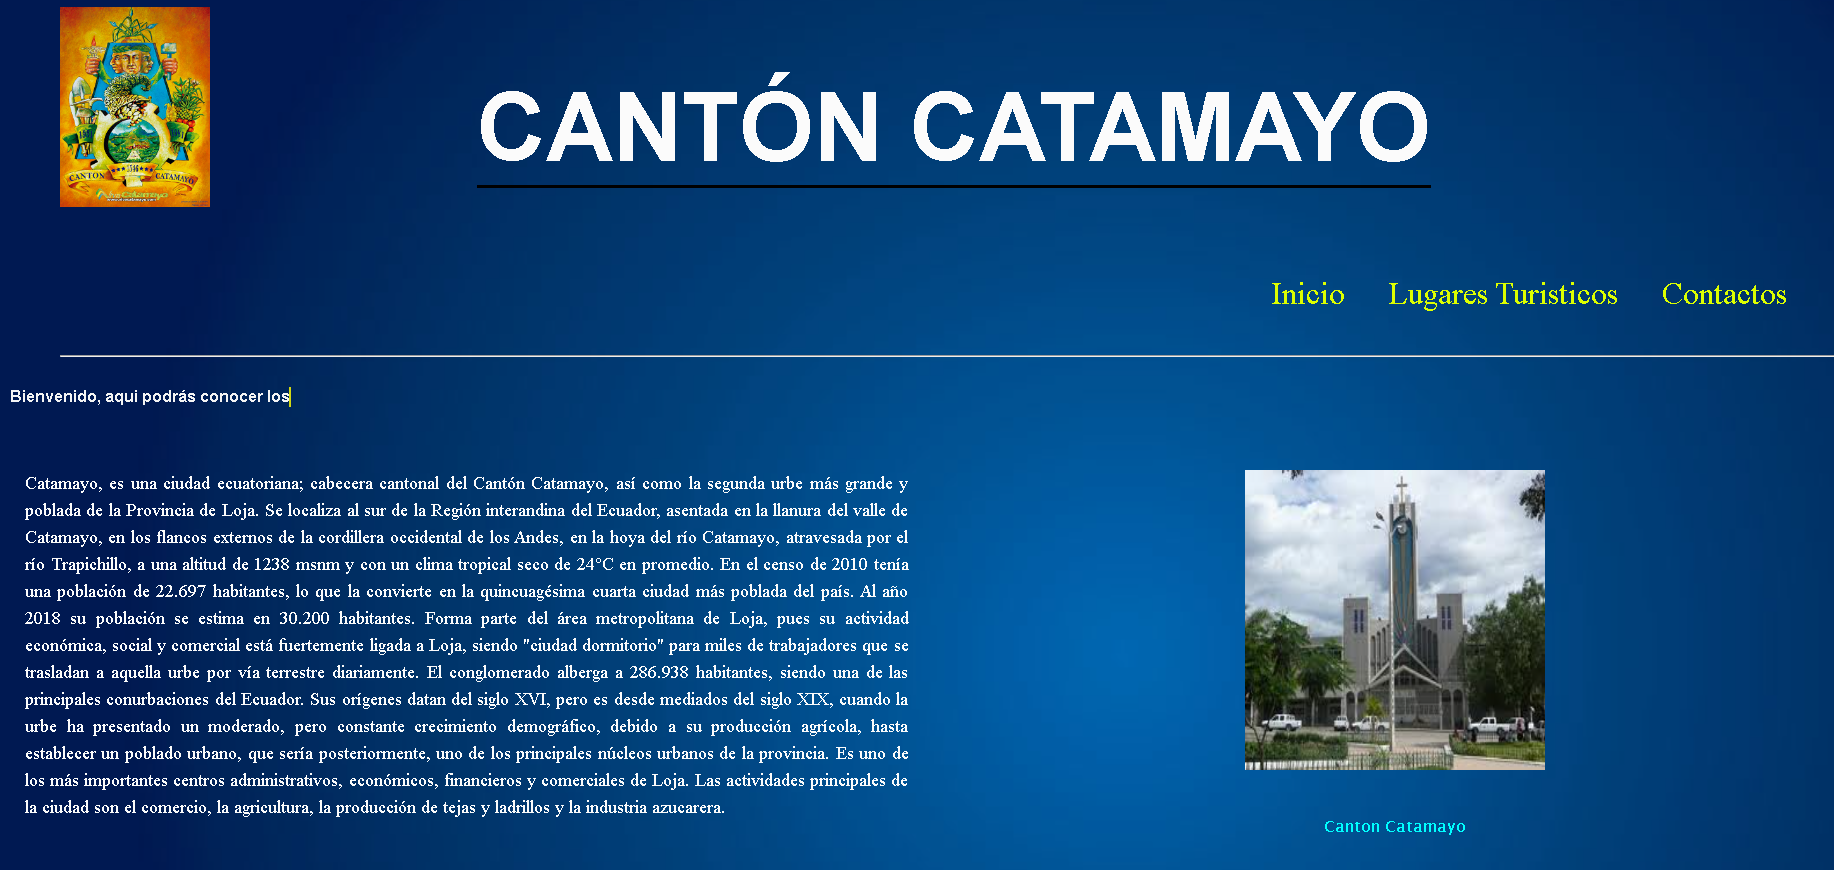 CANTON
1546
CATAMAYO
CANTÓN CATAMAYO
Inicio Lugares Turisticos Contactos
Bienvenido, aqui podrás conocer los
Catamayo, es una ciudad ecuatoriana; cabecera cantonal del Cantón Catamayo, así como la segunda urbe más grande y
poblada de la Provincia de Loja. Se localiza al sur de la Región interandina del Ecuador, asentada en la llanura del valle de
Catamayo, en los flancos externos de la cordillera occidental de los Andes, en la hoya del río Catamayo, atravesada por el
río Trapichillo, a una altitud de 1238 msnm y con un clima tropical seco de 24°C en promedio. En el censo de 2010 tenía
una población de 22.697 habitantes, lo que la convierte en la quincuagésima cuarta ciudad más poblada del país. Al año
2018 su población se estima en 30.200 habitantes. Forma parte del área metropolitana de Loja, pues su actividad
económica, social y comercial está fuertemente ligada a Loja, siendo "ciudad dormitorio" para miles de trabajadores que se
trasladan a aquella urbe por vía terrestre diariamente. El conglomerado alberga a 286.938 habitantes, siendo una de las
principales conurbaciones del Ecuador. Sus orígenes datan del siglo XVI, pero es desde mediados del siglo XIX, cuando la
urbe ha presentado un moderado, pero constante crecimiento demográfico, debido a su producción agrícola, hasta
establecer un poblado urbano, que sería posteriormente, uno de los principales núcleos urbanos de la provincia. Es uno de
los más importantes centros administrativos, económicos, financieros y comerciales de Loja. Las actividades principales de
la ciudad son el comercio, la agricultura, la producción de tejas y ladrillos y la industria azucarera.
Canton Catamayo